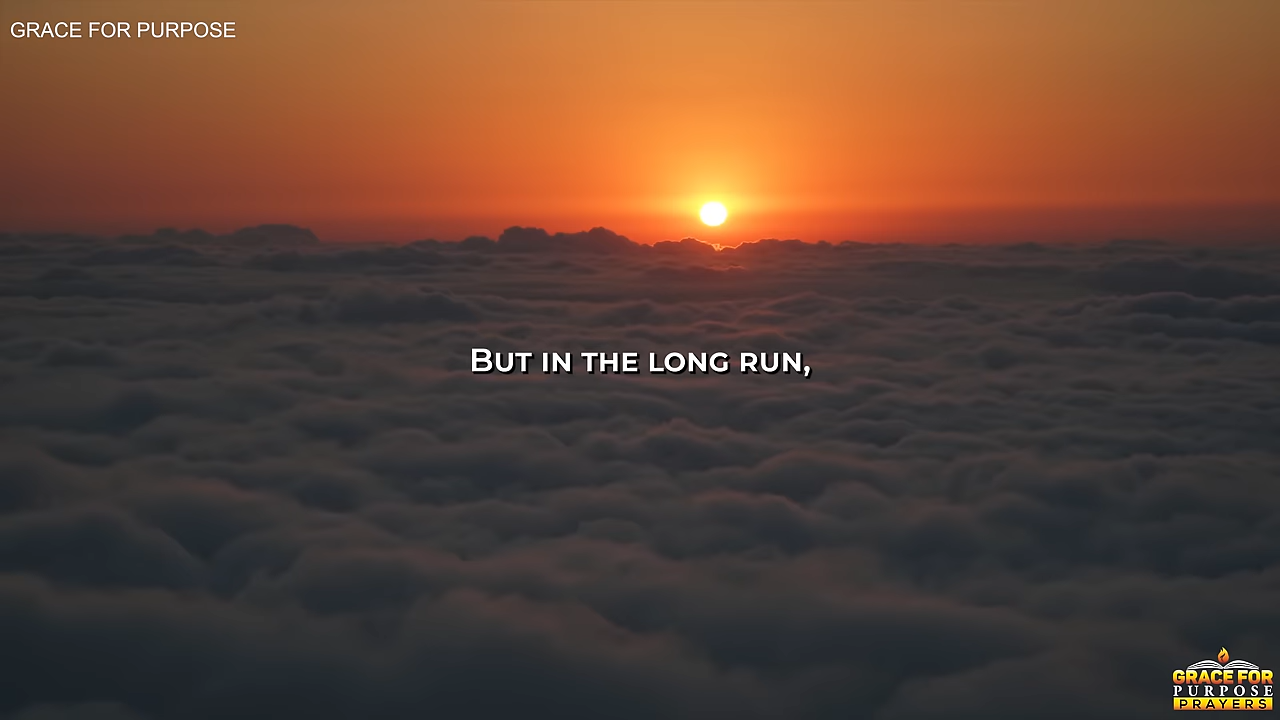 GRACE FOR PURPOSE
BUT IN THE LONG RUN,
GRACE FOR
PURPOSE
PRAYERS